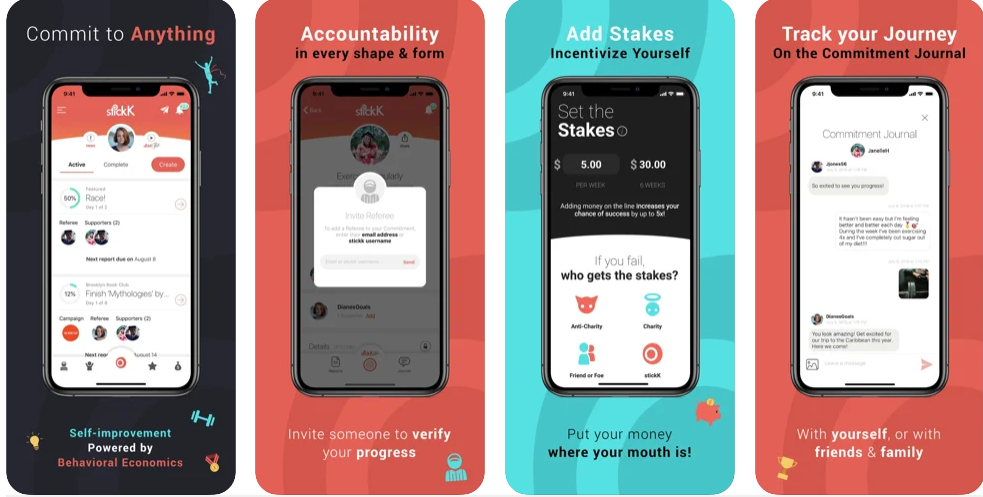 Commit to Anything
9:41
stickK
Active
Complete
Create
50%
Featured
Race!
Day 1 of 2
Referee
Supporters (2)
Next report due on August 8
12%
Brooklyn Book Club
Finish 'Mythologies' by...
Day 1 of 8
Campaign
Referee
Supporters (2)
August 14
Self-improvement
Powered by
Behavioral Economics
Accountability
in every shape & form
9:41
Back
stickK
Invite Referee
To add a Referee to your Commitment,
enter their email address or
stickk username
Send
DianesGoals
Add
Details
Invite someone to verify
your progress
Add Stakes
Incentivize Yourself
9:41
Set the
Stakes
$ 5.00
$ 30.00
PER WEEK
6 WEEKS
Adding money on the line increases your
chance of success by up to 5x!
If you fail,
who gets the stakes?
Anti-Charity
Charity
Friend or Foe
stickK
Put your money
where your mouth is!
Track your Journey
On the Commitment Journal
9:41
Commitment Journal
JanelleH
So exited to see you progress!
It hasn't been easy but I'm feeling
better and better each day
During the week I've been exercising
4x and I've completely cut sugar out
of my diet!!!
DianesGoals
You look amazing! Get excited for
our trip to the Caribbean this year.
Here we come!
Leave a message
With yourself, or with
friends & family